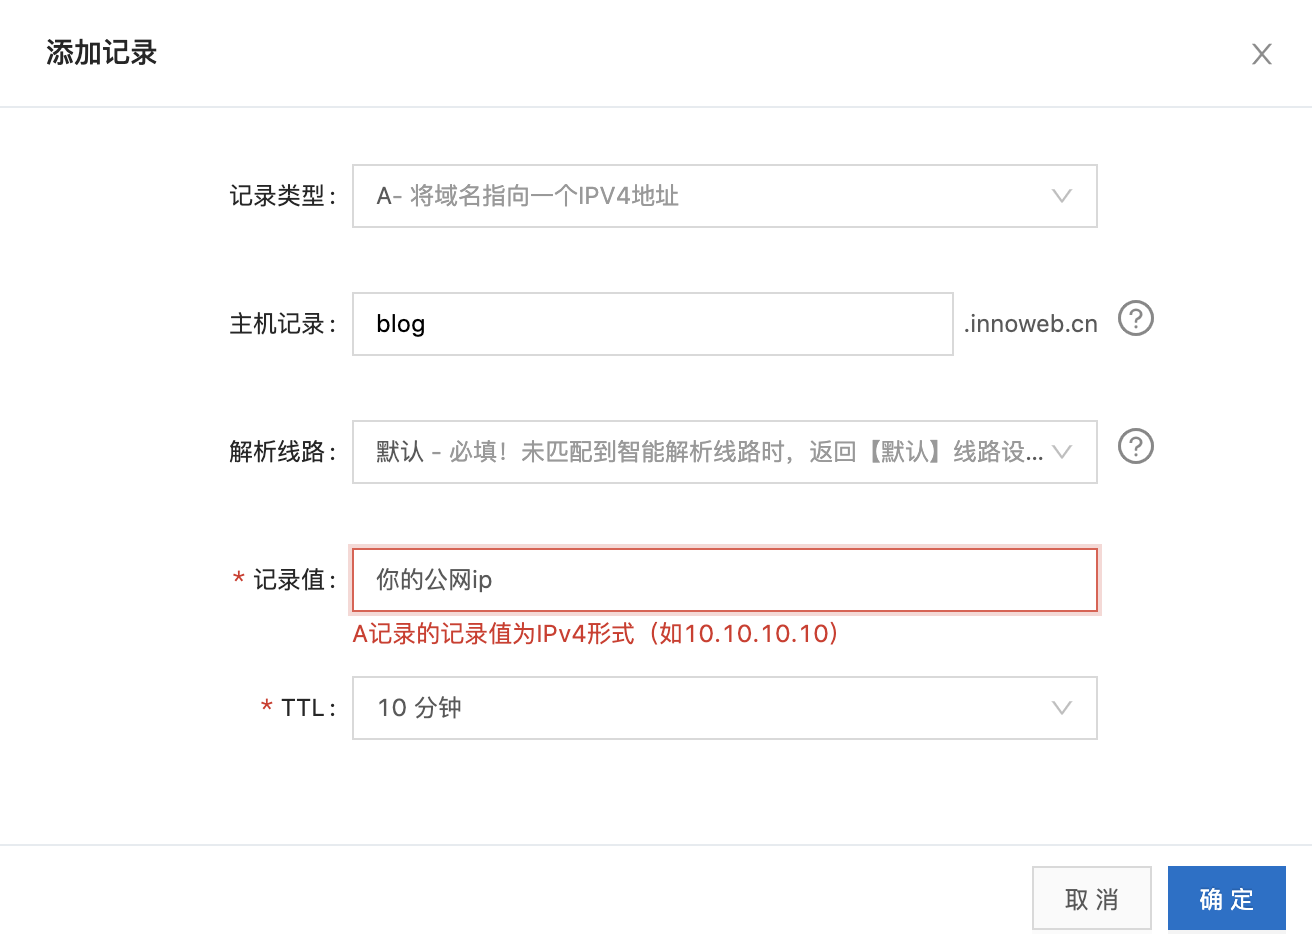 添加记录
记录类型: A- 将域名指向一个IPV4地址
主机记录: blog .innoweb.cn ?
解析线路: 默认 - 必填！未匹配到智能解析线路时，返回【默认】线路设... ?
* 记录值: 你的公网ip
A记录的记录值为IPv4形式（如10.10.10.10）
* TTL: 10 分钟
取 消 确 定